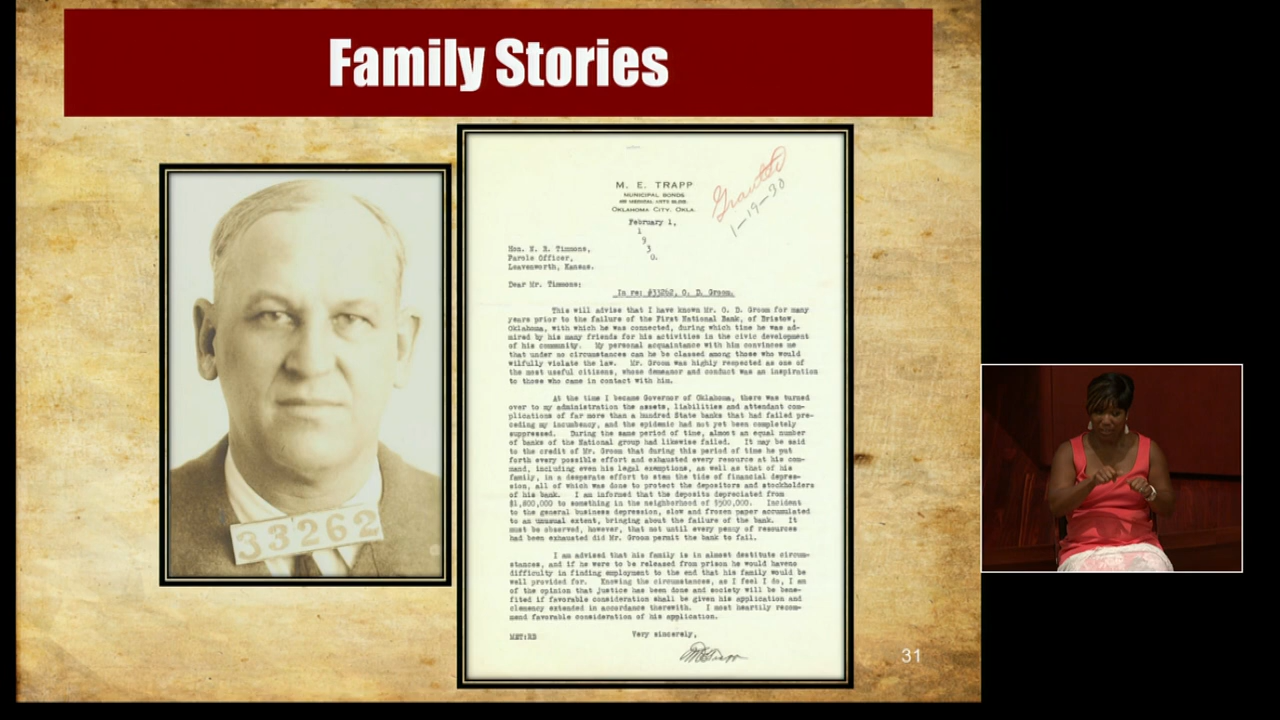 Family Stories
33262
M. E. TRAPP
MUNICIPAL BONDS
MEDICAL ARTS BLDG.
OKLAHOMA CITY, OKLA.
Granted
1-19-30
February 1,
1
9
3
0.
Hon. N. R. Timmons,
Parole Officer,
Leavenworth, Kansas.
Dear Mr. Timmons:
In re: #33262, O. D. Groom.
This will advise that I have known Mr. O. D. Groom for many
years prior to the failure of the First National Bank, of Bristow,
Oklahoma, with which he was connected, during which time he was ad-
mired by his many friends for his activities in the civic development
of his community. My personal acquaintance with him convinces me
that under no circumstances can he be classed among those who would
wilfully violate the law. Mr. Groom was highly respected as one of
the most useful citizens, whose demeanor and conduct was an inspiration
to those who came in contact with him.
At the time I became Governor of Oklahoma, there was turned
over to my administration the assets, liabilities and attendant com-
plications of far more than a hundred State banks that had failed pre-
ceding my incumbency, and the epidemic had not yet been completely
suppressed. During the same period of time, almost an equal number
of banks of the National group had likewise failed. It may be said
to the credit of Mr. Groom that during this period of time he put
forth every possible effort and exhausted every resource at his com-
mand, including even his legal exemptions, as well as that of his
family, in a desperate effort to stem the tide of financial depres-
sion, all of which was done to protect the depositors and stockholders
of his bank. I am informed that the deposits depreciated from
$1,800,000 to something in the neighborhood of $500,000. Incident
to the general business depression, slow and frozen paper accumulated
to an unusual extent, bringing about the failure of the bank. It
must be observed, however, that not until every penny of resources
had been exhausted did Mr. Groom permit the bank to fail.
I am advised that his family is in almost destitute circum-
stances, and if he were to be released from prison he would have no
difficulty in finding employment to the end that his family would be
well provided for. Knowing the circumstances, as I feel I do, I am
of the opinion that justice has been done and society will be bene-
fited if favorable consideration shall be given his application and
clemency extended in accordance therewith. I most heartily recom-
mend favorable consideration of his application.
Very sincerely,
MET:RB
METrapp
31